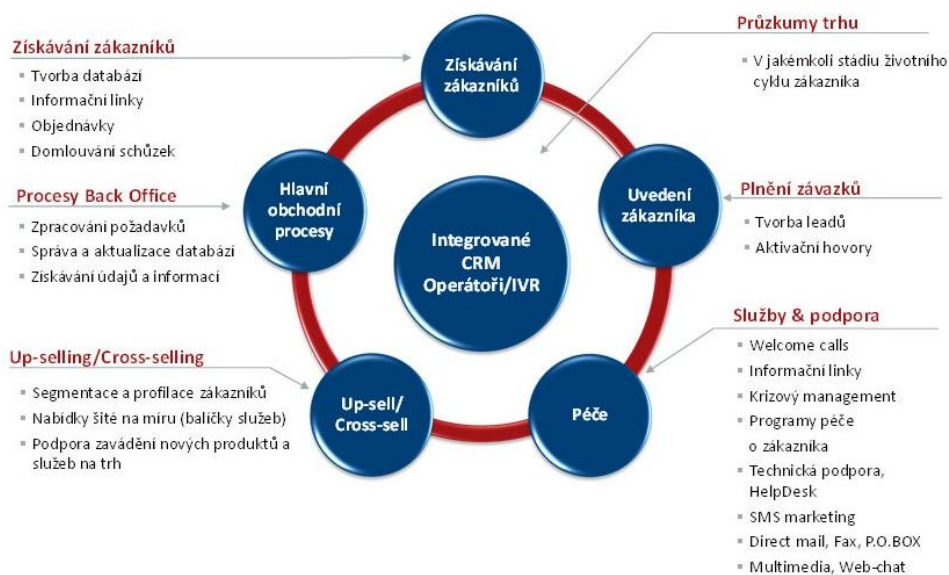 Získávání zákazníků
Tvorba databází
Informační linky
Objednávky
Domlouvání schůzek
Procesy Back Office
Zpracování požadavků
Správa a aktualizace databází
Získávání údajů a informací
Up-selling/Cross-selling
Segmentace a profilace zákazníků
Nabídky šité na míru (balíčky služeb)
Podpora zavádění nových produktů a
služeb na trh
Získávání
zákazníků
Hlavní
obchodní
procesy
Uvedení
zákazníka
Integrované
CRM
Operátoři/IVR
Up-sell/
Cross-sell
Péče
Průzkumy trhu
V jakémkoli stádiu životního
cyklu zákazníka
Plnění závazků
Tvorba leadů
Aktivační hovory
Služby & podpora
Welcome calls
Informační linky
Krizový management
Programy péče
o zákazníka
Technická podpora,
HelpDesk
SMS marketing
Direct mail, Fax, P.O.BOX
Multimedia, Web-chat